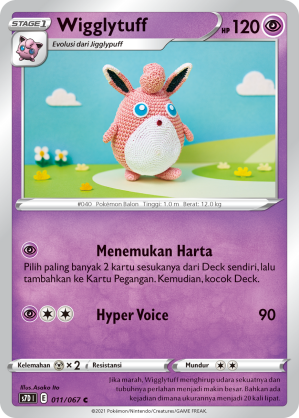 STAGE 1
Wigglytuff
HP 120
Evolusi dari Jigglypuff
#040 Pokémon Balon Tinggi: 1.0 m Berat: 12.0 kg
Menemukan Harta
Pilih paling banyak 2 kartu sesukanya dari Deck sendiri, lalu
tambahkan ke Kartu Pegangan. Kemudian, kocok Deck.
Hyper Voice 90
Kelemahan ×2 Resistansi Mundur
Illus. Asako Ito
S7D I E 011/067 C
Jika marah, Wigglytuff menghirup udara sekuatnya dan
tubuhnya perlahan menjadi makin besar. Bahkan ada
kejadian dimana ukurannya menjadi 20 kali lipat.
©2021 Pokémon/Nintendo/Creatures/GAME FREAK